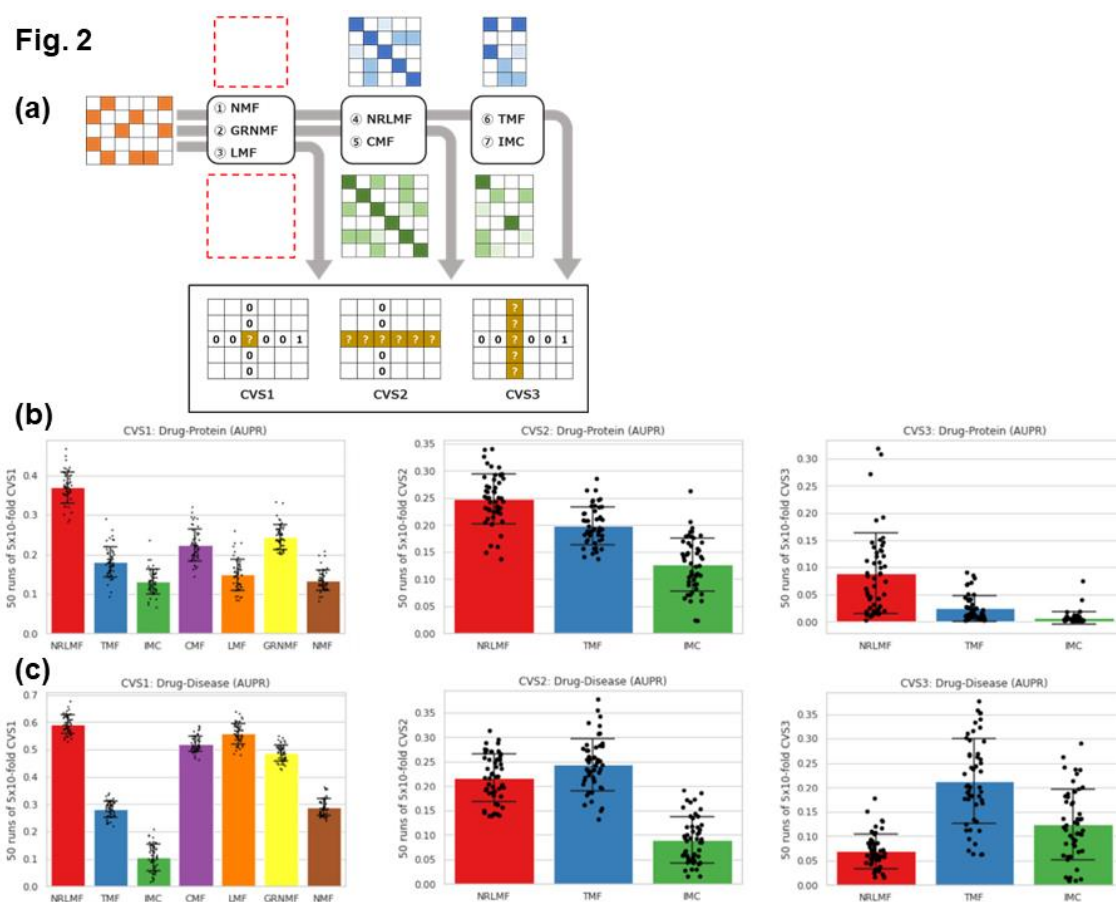 Fig. 2
(a)
① NMF
② GRNMF
③ LMF
④ NRLMF
⑤ CMF
⑥ TMF
⑦ IMC
0
0
0 0 ? 0 0 1
0
0
CVS1
0
0
? ? ? ? ? ?
0
0
CVS2
?
?
0 0 ? 0 0 1
?
?
CVS3
(b)
CVS1: Drug-Protein (AUPR)
50 runs of 5x10-fold CVS1
0.4
0.3
0.2
0.1
0.0
NRLMF TMF IMC CMF LMF GRNMF NMF
CVS2: Drug-Protein (AUPR)
50 runs of 5x10-fold CVS2
0.35
0.30
0.25
0.20
0.15
0.10
0.05
0.00
NRLMF TMF IMC
CVS3: Drug-Protein (AUPR)
50 runs of 5x10-fold CVS3
0.30
0.25
0.20
0.15
0.10
0.05
0.00
NRLMF TMF IMC
(c)
CVS1: Drug-Disease (AUPR)
50 runs of 5x10-fold CVS1
0.7
0.6
0.5
0.4
0.3
0.2
0.1
0.0
NRLMF TMF IMC CMF LMF GRNMF NMF
CVS2: Drug-Disease (AUPR)
50 runs of 5x10-fold CVS2
0.35
0.30
0.25
0.20
0.15
0.10
0.05
0.00
NRLMF TMF IMC
CVS3: Drug-Disease (AUPR)
50 runs of 5x10-fold CVS3
0.35
0.30
0.25
0.20
0.15
0.10
0.05
0.00
NRLMF TMF IMC